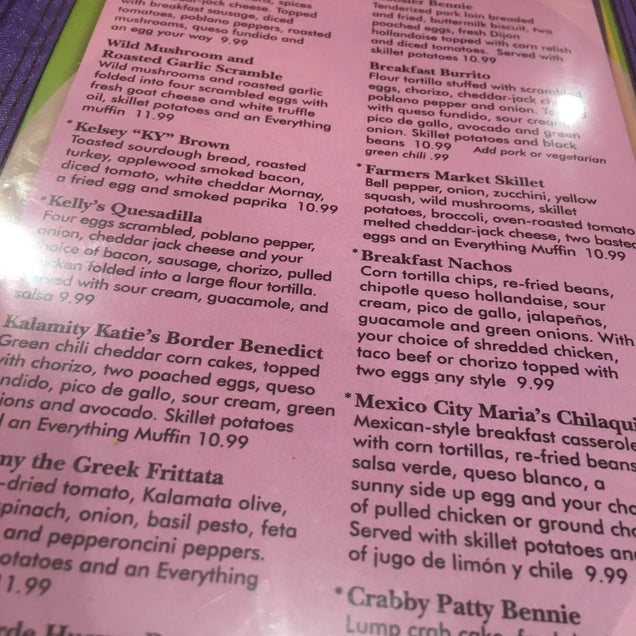 spices
jack cheese. Topped
with breakfast sausage, diced
tomatoes, poblano peppers, roasted
mushrooms, queso fundido and
an egg your way 9.99
Wild Mushroom and
Roasted Garlic Scramble
Wild mushrooms and roasted garlic
folded into four scrambled eggs with
fresh goat cheese and white truffle
oil, skillet potatoes and an Everything
muffin 11.99
*Kelsey “KY” Brown
Toasted sourdough bread, roasted
turkey, applewood smoked bacon,
diced tomato, white cheddar Mornay,
a fried egg and smoked paprika 10.99
*Kelly’s Quesadilla
Four eggs scrambled, poblano pepper,
onion, cheddar jack cheese and your
choice of bacon, sausage, chorizo, pulled
folded into a large flour tortilla.
with sour cream, guacamole, and
salsa 9.99
Kalamity Katie’s Border Benedict
Green chili cheddar corn cakes, topped
with chorizo, two poached eggs, queso
ndido, pico de gallo, sour cream, green
ions and avocado. Skillet potatoes
an Everything Muffin 10.99
my the Greek Frittata
-dried tomato, Kalamata olive,
spinach, onion, basil pesto, feta
and pepperoncini peppers.
otatoes and an Everything
11.99
Bennie
Tenderized pork loin breaded
and fried, buttermilk biscuit, two
poached eggs, fresh Dijon
hollandaise topped with corn relish
and diced tomatoes. Served with
skillet potatoes 10.99
Breakfast Burrito
Flour tortilla stuffed with scrambled
eggs, chorizo, cheddar-jack
poblano pepper and onion.
with queso fundido, sour cream
pico de gallo, avocado and green
onion. Skillet potatoes and black
beans 10.99 Add pork or vegetarian
green chili .99
*Farmers Market Skillet
Bell pepper, onion, zucchini, yellow
squash, wild mushrooms, skillet
potatoes, broccoli, oven-roasted tomato
melted cheddar-jack cheese, two basted
eggs and an Everything Muffin 10.99
*Breakfast Nachos
Corn tortilla chips, re-fried beans,
chipotle queso hollandaise, sour
cream, pico de gallo, jalapeños,
guacamole and green onions. With
your choice of shredded chicken,
taco beef or chorizo topped with
two eggs any style 9.99
*Mexico City Maria’s Chilaqui
Mexican-style breakfast casserole
with corn tortillas, re-fried beans
salsa verde, queso blanco, a
sunny side up egg and your cho
of pulled chicken or ground cho
Served with skillet potatoes an
of jugo de limón y chile 9.99
*Crabby Patty Bennie
Lump crab cake,